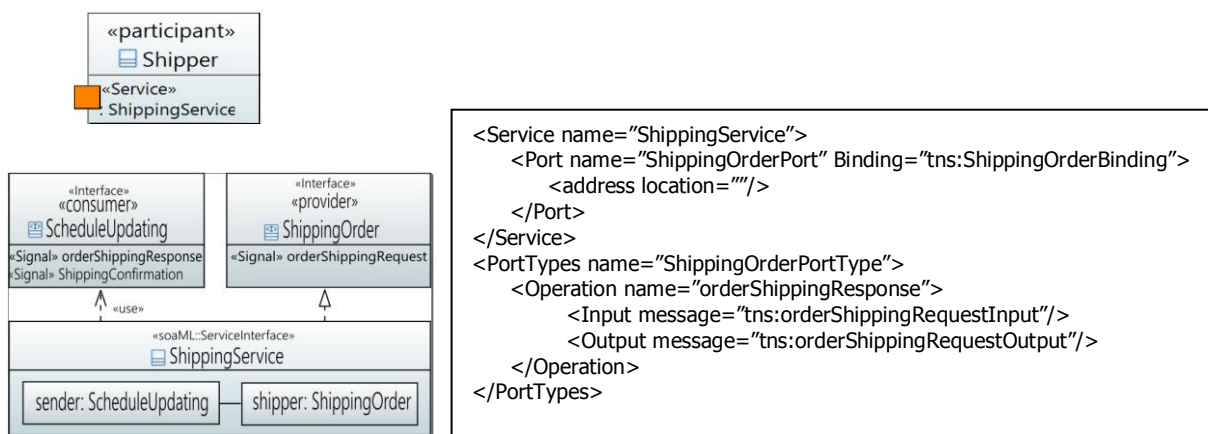 «participant»
Shipper
«Service»
: ShippingService
«Interface»
«consumer»
ScheduleUpdating
«Signal» orderShippingResponse
«Signal» ShippingConfirmation
«Interface»
«provider»
ShippingOrder
«Signal» orderShippingRequest
«use»
«soaML::ServiceInterface»
ShippingService
sender: ScheduleUpdating
shipper: ShippingOrder
<Service name=”ShippingService”>
<Port name=”ShippingOrderPort” Binding=”tns:ShippingOrderBinding”>
<address location=””/>
</Port>
</Service>
<PortTypes name=”ShippingOrderPortType”>
<Operation name=”orderShippingResponse”>
<Input message=”tns:orderShippingRequestInput”/>
<Output message=”tns:orderShippingRequestOutput”/>
</Operation>
</PortTypes>